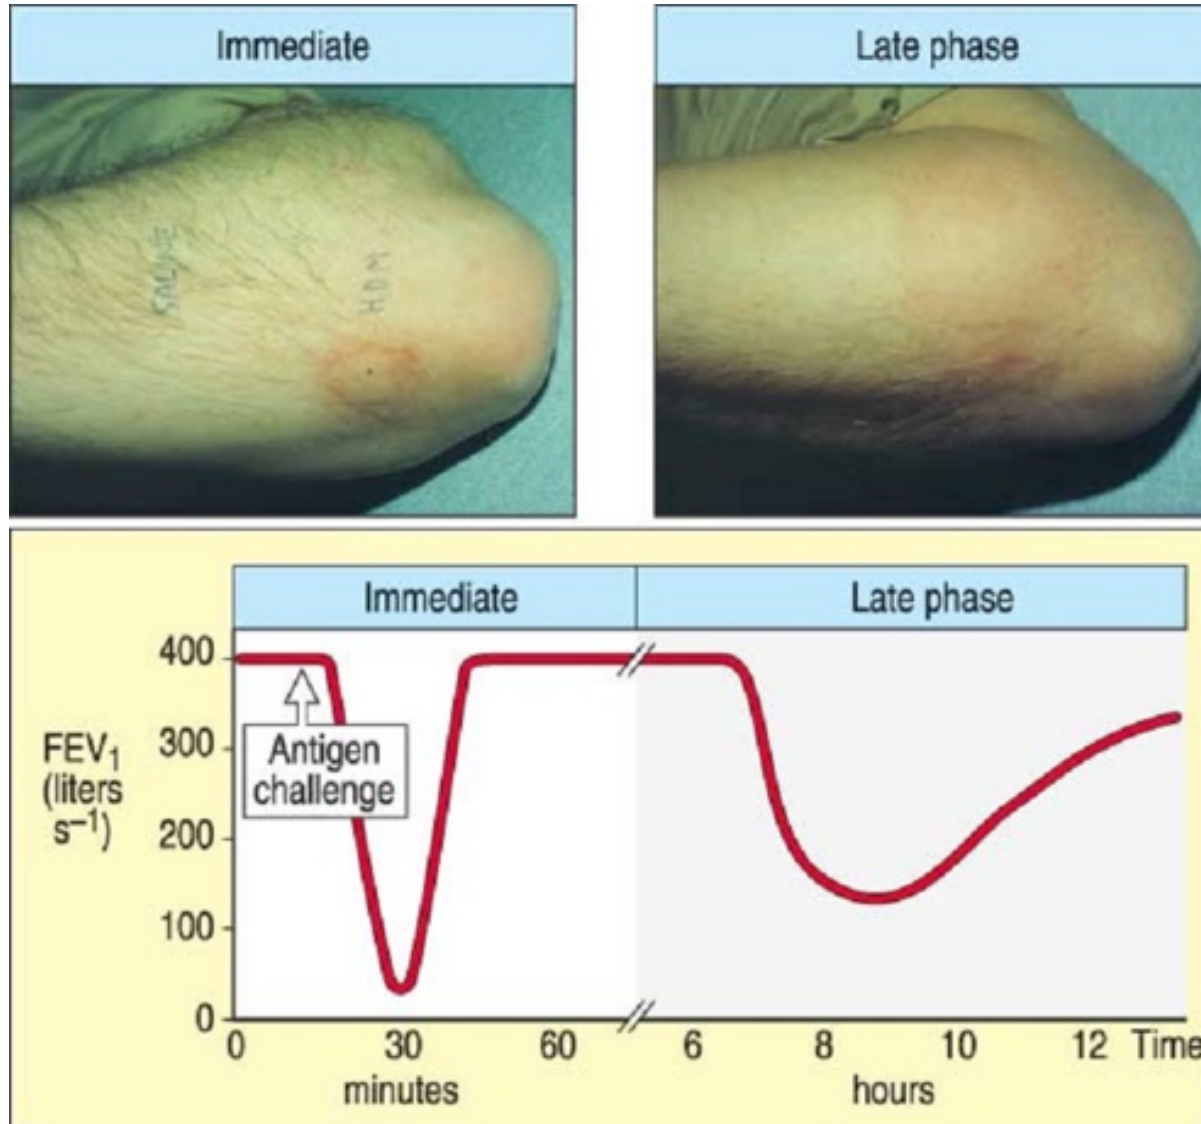 Immediate
Late phase
SALINE
HDM
Immediate
Late phase
400
300
200
100
0
FEV₁
(liters
s⁻¹)
Antigen
challenge
0
30
60
minutes
6
8
10
12
Time
hours